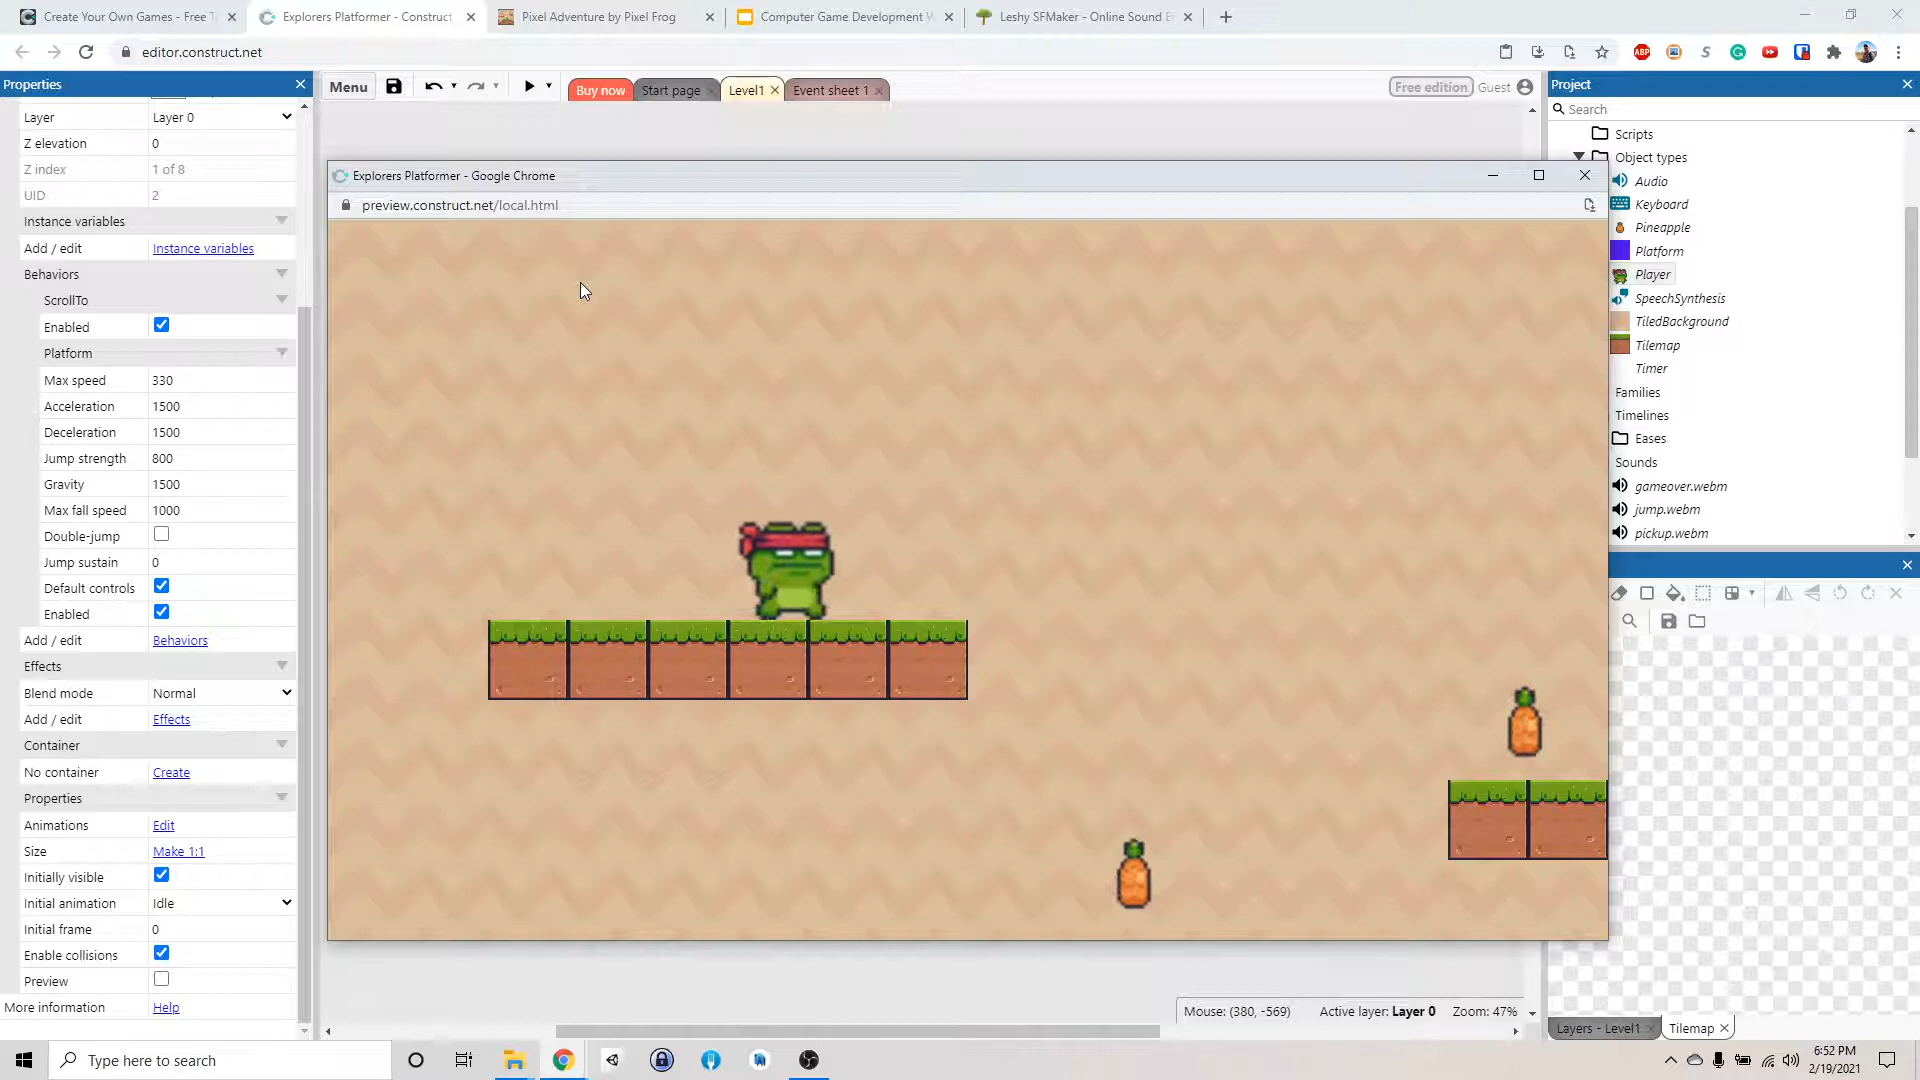 Create Your Own Games - Free T
Explorers Platformer - Construct
Pixel Adventure by Pixel Frog
Computer Game Development
Leshy SFMaker - Online Sound E
editor.construct.net
ABP
Properties
Menu
Buy now
Start page
Level1
Event sheet 1
Free edition
Guest
Project
Search
Layer
Layer 0
Z elevation
0
Z index
1 of 8
UID
2
Instance variables
Add / edit
Instance variables
Behaviors
ScrollTo
Enabled
Platform
Max speed
330
Acceleration
1500
Deceleration
1500
Jump strength
800
Gravity
1500
Max fall speed
1000
Double-jump
Jump sustain
0
Default controls
Enabled
Add / edit
Behaviors
Effects
Blend mode
Normal
Add / edit
Effects
Container
No container
Create
Properties
Animations
Edit
Size
Make 1:1
Initially visible
Initial animation
Idle
Initial frame
0
Enable collisions
Preview
More information
Help
Explorers Platformer - Google Chrome
preview.construct.net/local.html
Scripts
Object types
Audio
Keyboard
Pineapple
Platform
Player
SpeechSynthesis
TiledBackground
Tilemap
Timer
Families
Timelines
Eases
Sounds
gameover.webm
jump.webm
pickup.webm
Mouse: (380, -569)
Active layer: Layer 0
Zoom: 47%
Layers - Level1
Tilemap
Type here to search
6:52 PM
2/19/2021